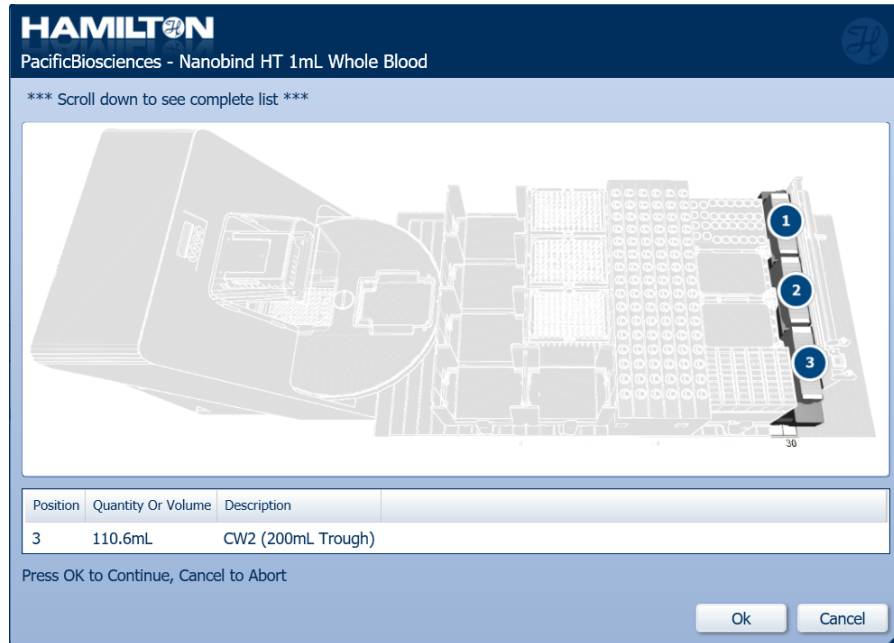 HAMILTON
PacificBiosciences - Nanobind HT 1mL Whole Blood
*** Scroll down to see complete list ***
1
2
3
30
Position Quantity Or Volume Description
3 110.6mL CW2 (200mL Trough)
Press OK to Continue, Cancel to Abort
Ok Cancel